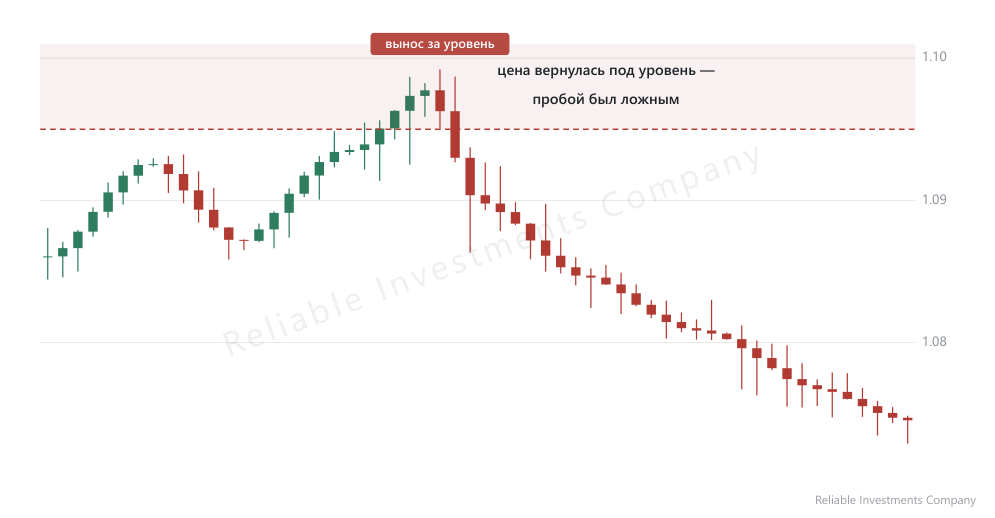 вынос за уровень
цена вернулась под уровень —
пробой был ложным
1.10
1.09
1.08
Reliable Investments Company
Reliable Investments Company